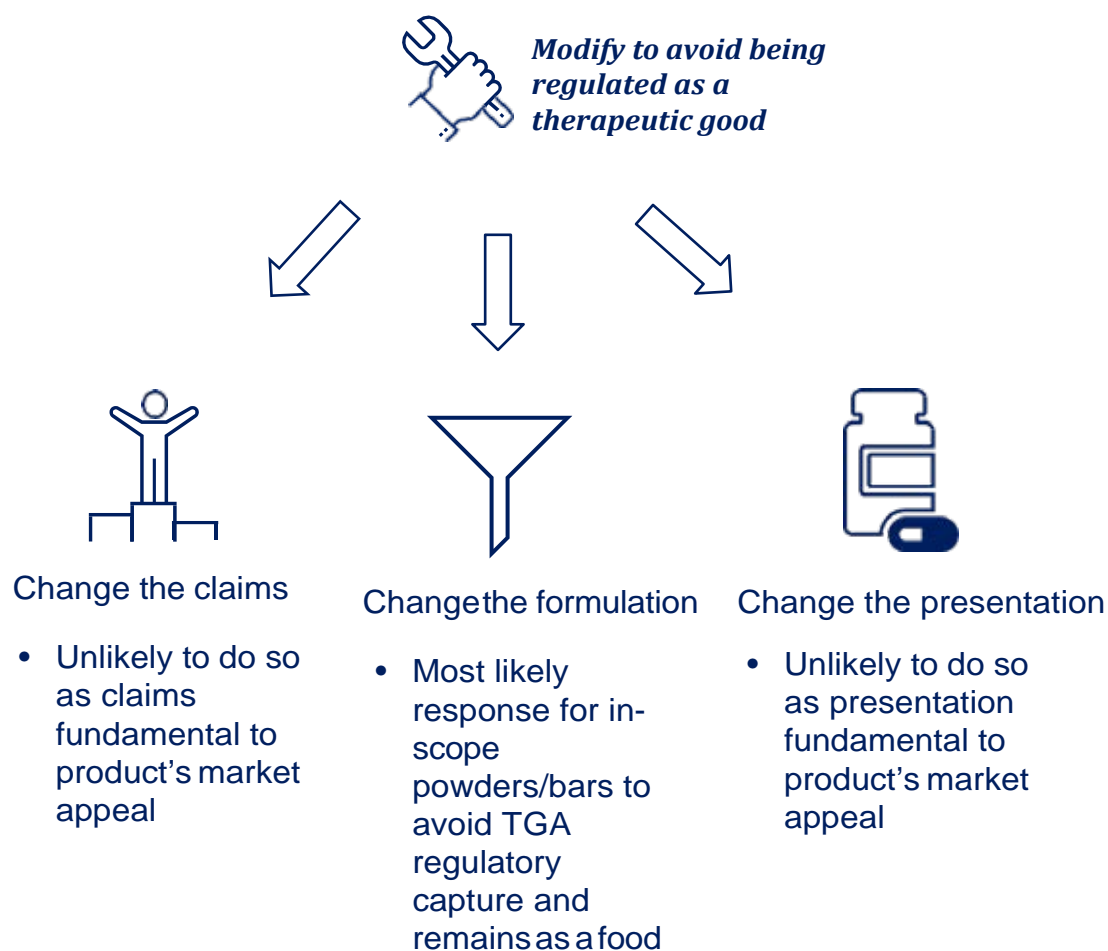 Modify to avoid being
regulated as a
therapeutic good
Change the claims
• Unlikely to do so
as claims
fundamental to
product's market
appeal
Changethe formulation
• Most likely
response for in-
scope
powders/bars to
avoid TGA
regulatory
capture and
remainsasafood
Change the presentation
• Unlikely to do so
as presentation
fundamental to
product's market
appeal